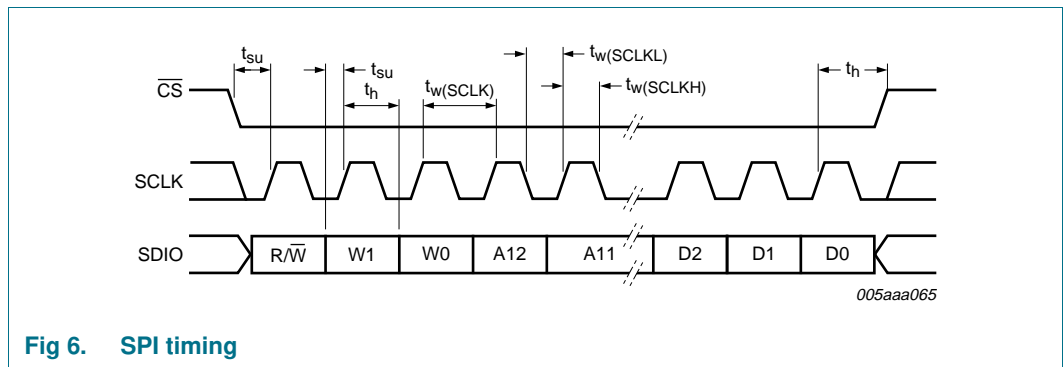 tsu
tsu
th
tw(SCLK)
tw(SCLKL)
tw(SCLKH)
th
CS
SCLK
SDIO
R/W W1 W0 A12 A11 D2 D1 D0
005aaa065
Fig 6. SPI timing